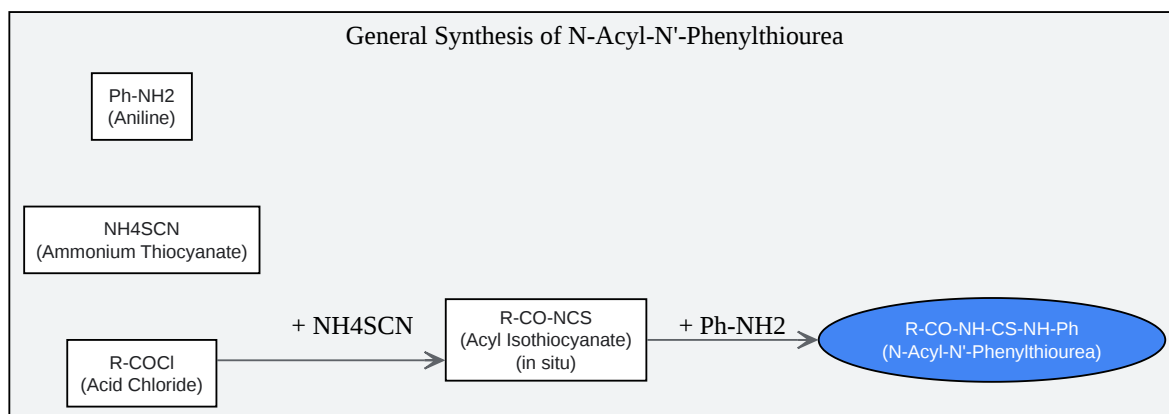 General Synthesis of N-Acyl-N'-Phenylthiourea
Ph-NH2
(Aniline)
NH4SCN
(Ammonium Thiocyanate)
R-COCl
(Acid Chloride)
+ NH4SCN
R-CO-NCS
(Acyl Isothiocyanate)
(in situ)
+ Ph-NH2
R-CO-NH-CS-NH-Ph
(N-Acyl-N'-Phenylthiourea)